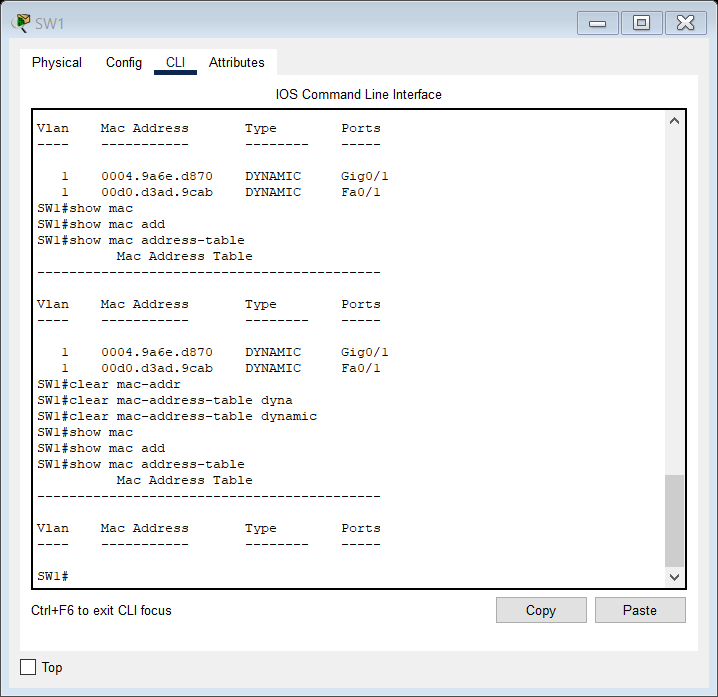 SW1
Physical Config CLI Attributes
IOS Command Line Interface
Vlan    Mac Address       Type        Ports
----    -----------       --------    -----
   1    0004.9a6e.d870    DYNAMIC     Gig0/1
   1    00d0.d3ad.9cab    DYNAMIC     Fa0/1
SW1#show mac
SW1#show mac add
SW1#show mac address-table
          Mac Address Table
-------------------------------------------
Vlan    Mac Address       Type        Ports
----    -----------       --------    -----
   1    0004.9a6e.d870    DYNAMIC     Gig0/1
   1    00d0.d3ad.9cab    DYNAMIC     Fa0/1
SW1#clear mac-addr
SW1#clear mac-address-table dyna
SW1#clear mac-address-table dynamic
SW1#show mac
SW1#show mac add
SW1#show mac address-table
          Mac Address Table
-------------------------------------------
Vlan    Mac Address       Type        Ports
----    -----------       --------    -----
SW1#
Ctrl+F6 to exit CLI focus
Copy Paste
Top